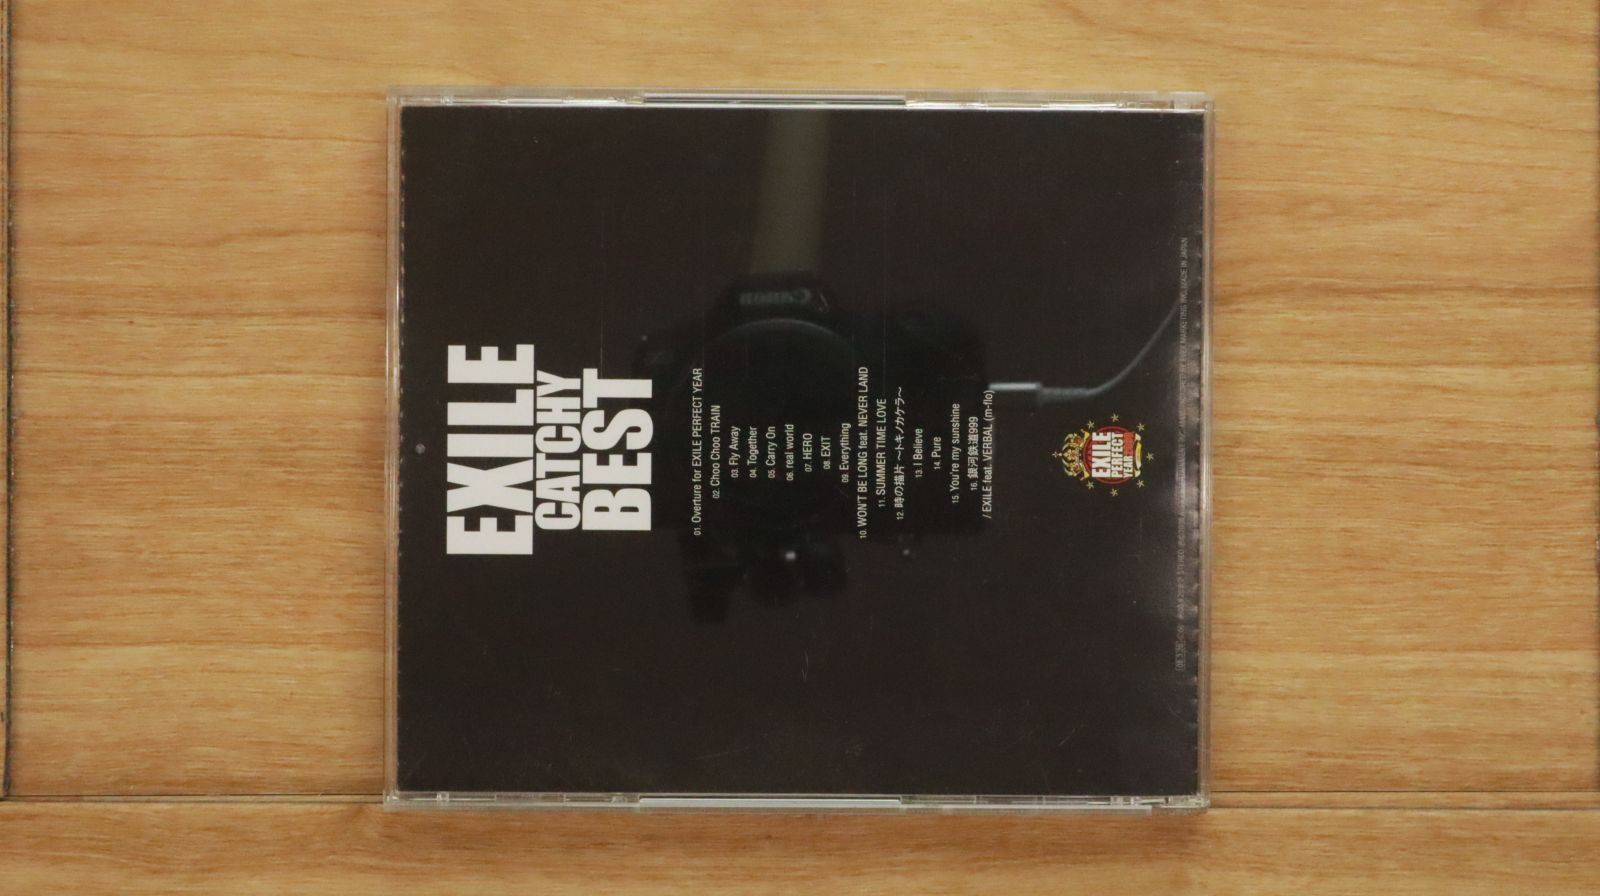 EXILE
CATCHY
BEST
01. Overture for EXILE PERFECT YEAR
02. Choo Choo TRAIN
03. Fly Away
04. Together
05. Carry On
06. real world
07. HERO
08. EXIT
09. Everything
10. WON'T BE LONG feat. NEVER LAND
11. SUMMER TIME LOVE
12. 時の描片 ～トキノカケラ～
13. I Believe
14. Pure
15. You're my sunshine
16. 銀河鉄道999
/ EXILE feat. VERBAL (m-flo)
EXILE
PERFECT
YEAR
MARKETING INC. MADE IN JAPAN
Canon